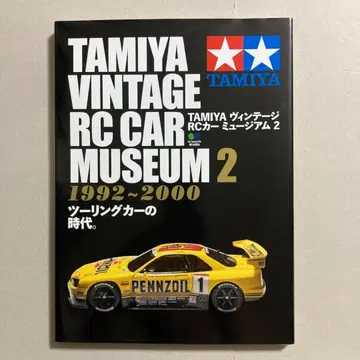 TAMIYA
VINTAGE
RC CAR
MUSEUM 2
TAMIYA
TAMIYA ヴィンテージ
RCカー ミュージアム 2
1992~2000
ツーリングカーの
時代。
PENNZOIL
1